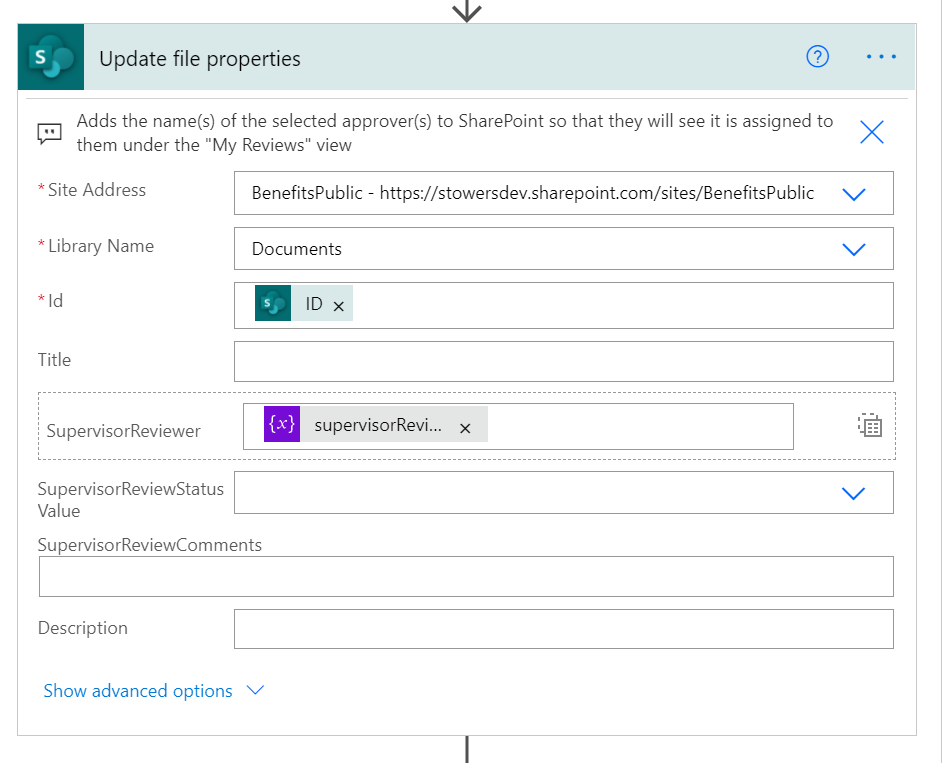 Update file properties
Adds the name(s) of the selected approver(s) to SharePoint so that they will see it is assigned to
them under the "My Reviews" view
* Site Address
BenefitsPublic - https://stowersdev.sharepoint.com/sites/BenefitsPublic
* Library Name
Documents
* Id
ID
Title
SupervisorReviewer
{x} supervisorRevi...
SupervisorReviewStatus
Value
SupervisorReviewComments
Description
Show advanced options